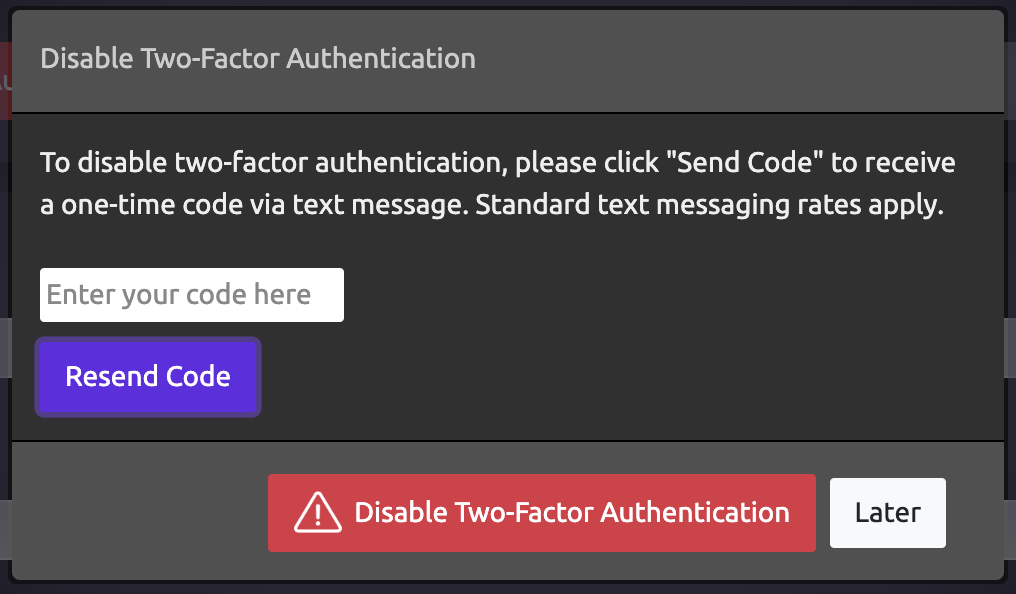 Disable Two-Factor Authentication
To disable two-factor authentication, please click "Send Code" to receive
a one-time code via text message. Standard text messaging rates apply.
Enter your code here
Resend Code
Disable Two-Factor Authentication
Later